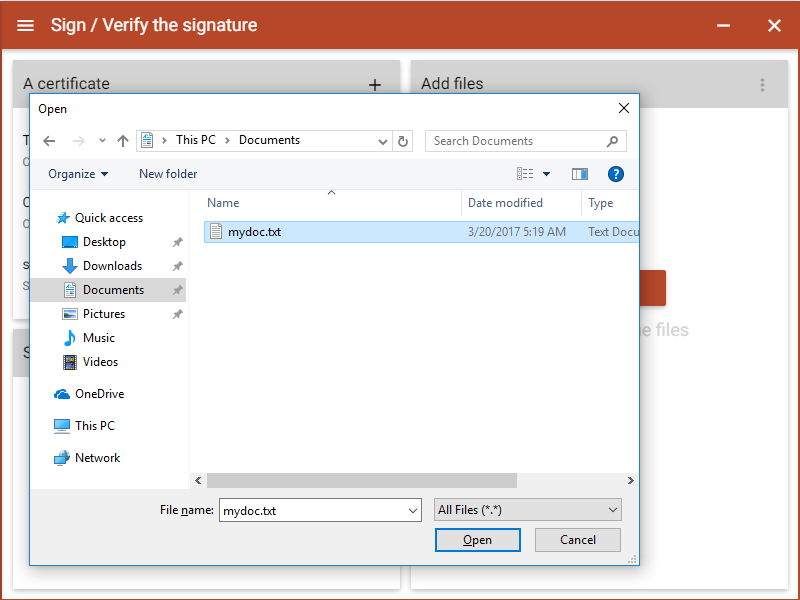 Sign / Verify the signature
A certificate
+
Add files
Open
This PC > Documents
Search Documents
Organize
New folder
?
Name
Date modified
Type
Quick access
mydoc.txt
3/20/2017 5:19 AM
Text Docu
Desktop
Downloads
Documents
Pictures
Music
Videos
OneDrive
This PC
Network
files
File name:
mydoc.txt
All Files (*.*)
Open
Cancel